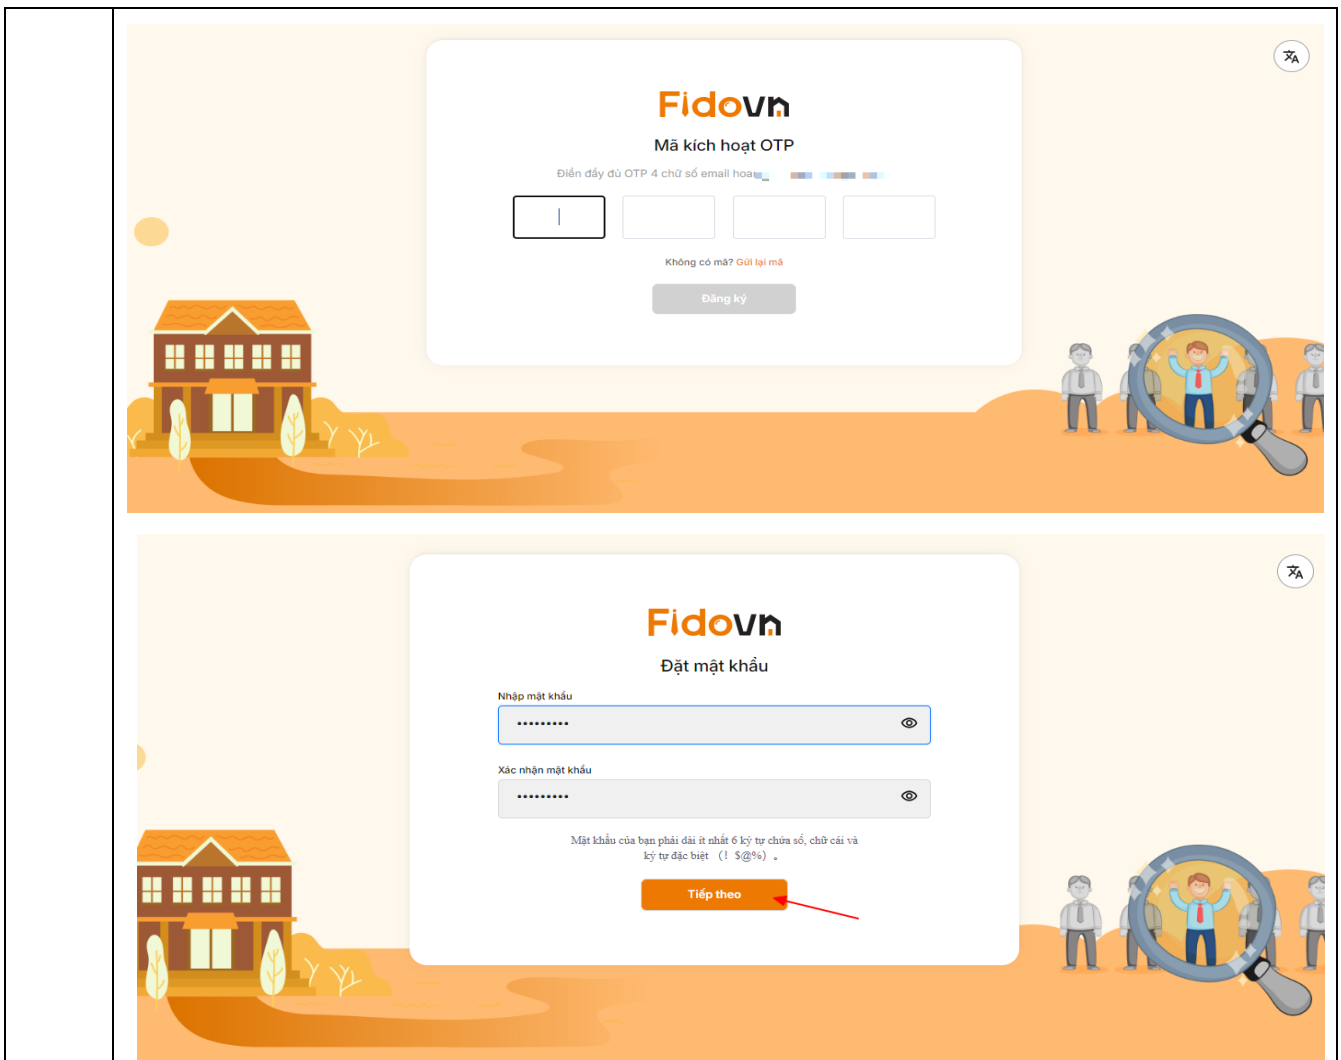 Fidovn
Mã kích hoạt OTP
Điền đầy đủ OTP 4 chữ số email hoan
Không có mã? Gửi lại mã
Đăng ký
Fidovn
Đặt mật khẩu
Nhập mật khẩu
•••••••••
Xác nhận mật khẩu
•••••••••
Mật khẩu của bạn phải dài ít nhất 6 ký tự chứa số, chữ cái và
ký tự đặc biệt （! $@%）。
Tiếp theo